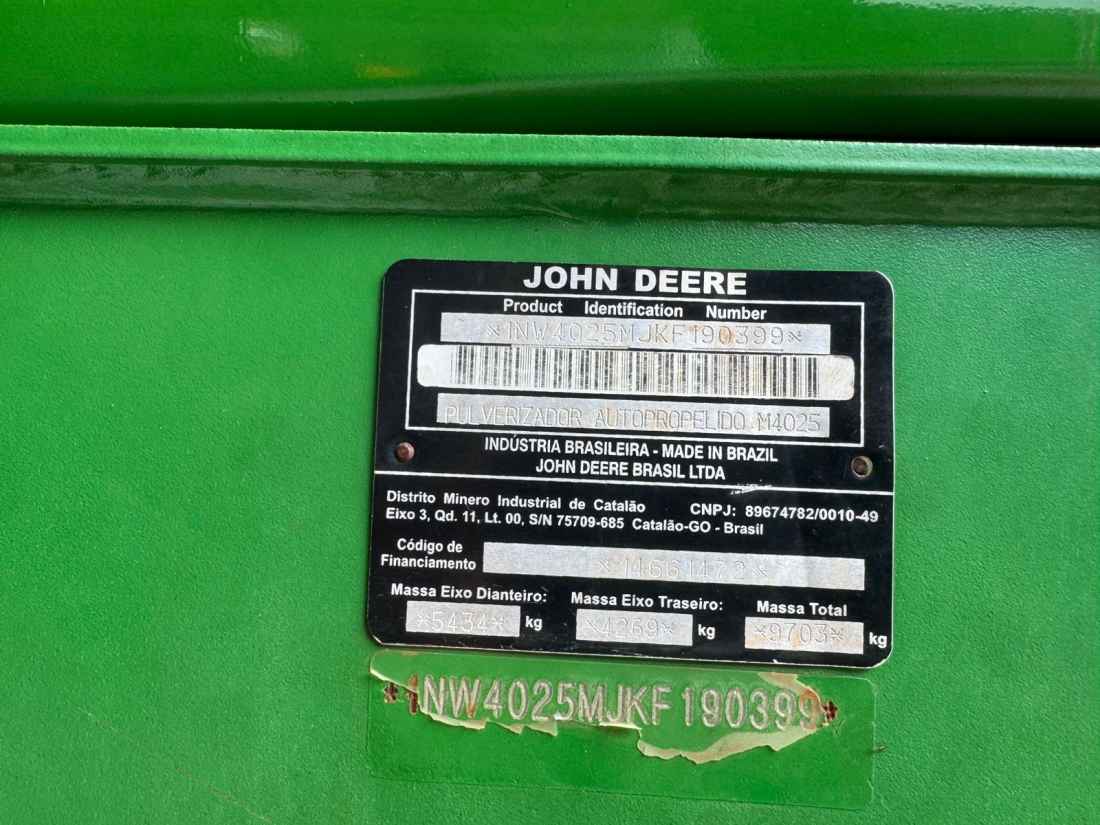 JOHN DEERE
Product Identification Number
*1NW4025MJKF190399*
PULVERIZADOR AUTOPROPELIDO M4025
INDÚSTRIA BRASILEIRA - MADE IN BRAZIL
JOHN DEERE BRASIL LTDA
Distrito Minero Industrial de Catalão CNPJ: 89674782/0010-49
Eixo 3, Qd. 11, Lt. 00, S/N 75709-685 Catalão-GO - Brasil
Código de
Financiamento *14661472*
Massa Eixo Dianteiro: Massa Eixo Traseiro: Massa Total
*5434* kg *4269* kg *9703* kg
*1NW4025MJKF190399*